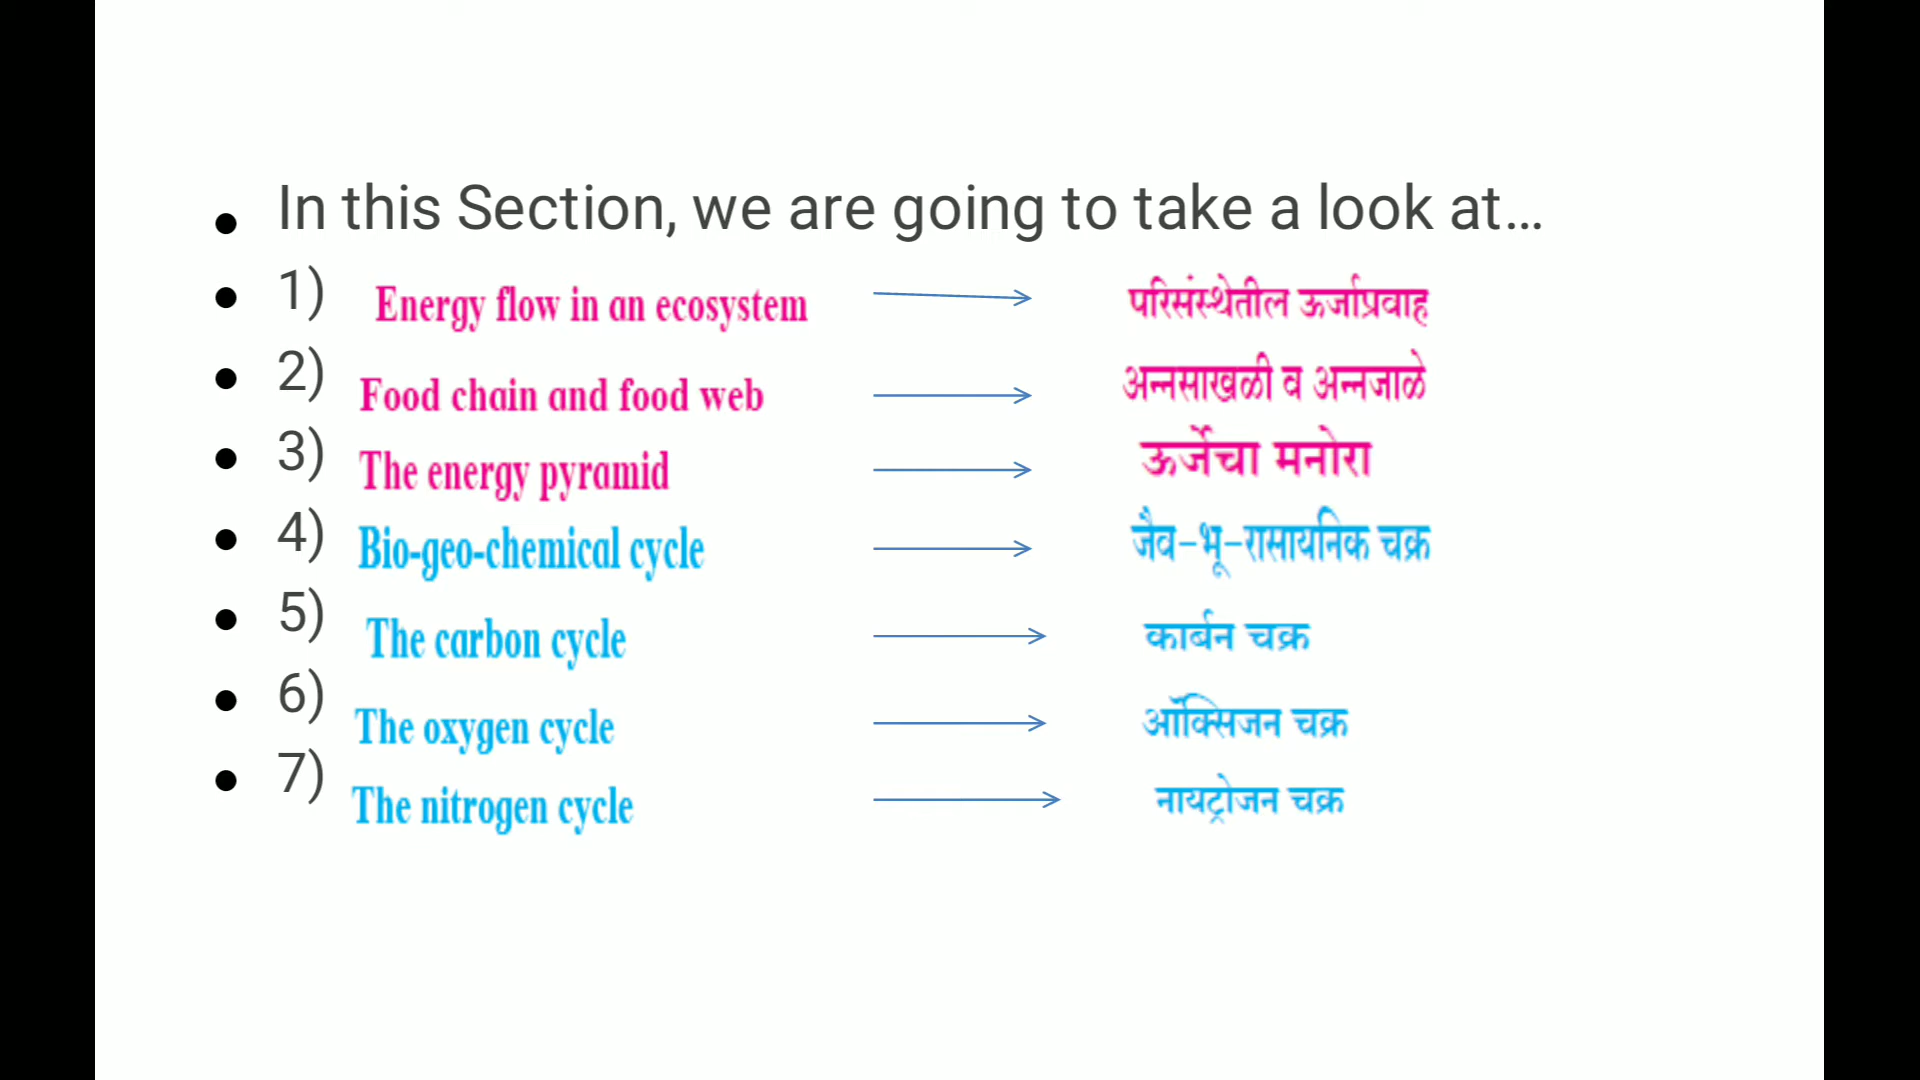 • In this Section, we are going to take a look at...
• 1) Energy flow in an ecosystem → परिसंस्थेतील ऊर्जाप्रवाह
• 2) Food chain and food web → अन्नसाखळी व अन्नजाळे
• 3) The energy pyramid → ऊर्जेचा मनोरा
• 4) Bio-geo-chemical cycle → जैव-भू-रासायनिक चक्र
• 5) The carbon cycle → कार्बन चक्र
• 6) The oxygen cycle → ऑक्सिजन चक्र
• 7) The nitrogen cycle → नायट्रोजन चक्र